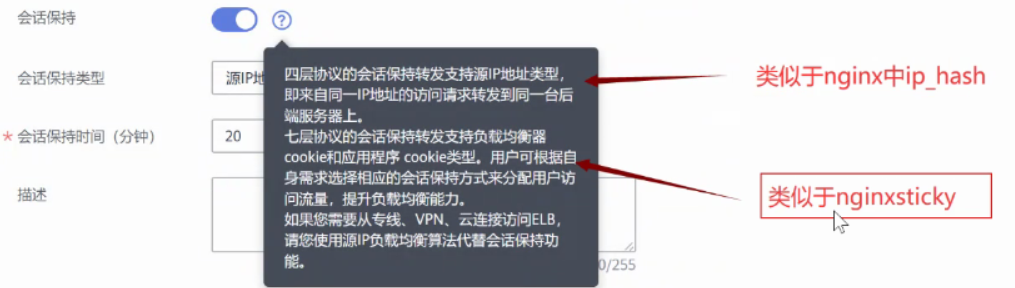 会话保持
会话保持类型
源IP地
* 会话保持时间（分钟）
20
描述
0/255
四层协议的会话保持转发支持源IP地址类型，
即来自同一IP地址的访问请求转发到同一台后
端服务器上。
七层协议的会话保持转发支持负载均衡器
cookie和应用程序 cookie类型。用户可根据自
身需求选择相应的会话保持方式来分配用户访
问流量，提升负载均衡能力。
如果您需要从专线、VPN、云连接访问ELB，
请您使用源IP负载均衡算法代替会话保持功
能。
类似于nginx中ip_hash
类似于nginxsticky